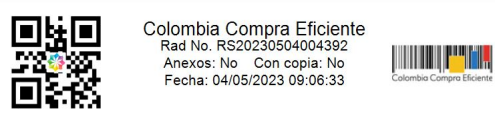 Colombia Compra Eficiente
Rad No. RS20230504004392
Anexos: No    Con copia: No
Fecha: 04/05/2023 09:06:33
Colombia Compra Eficiente